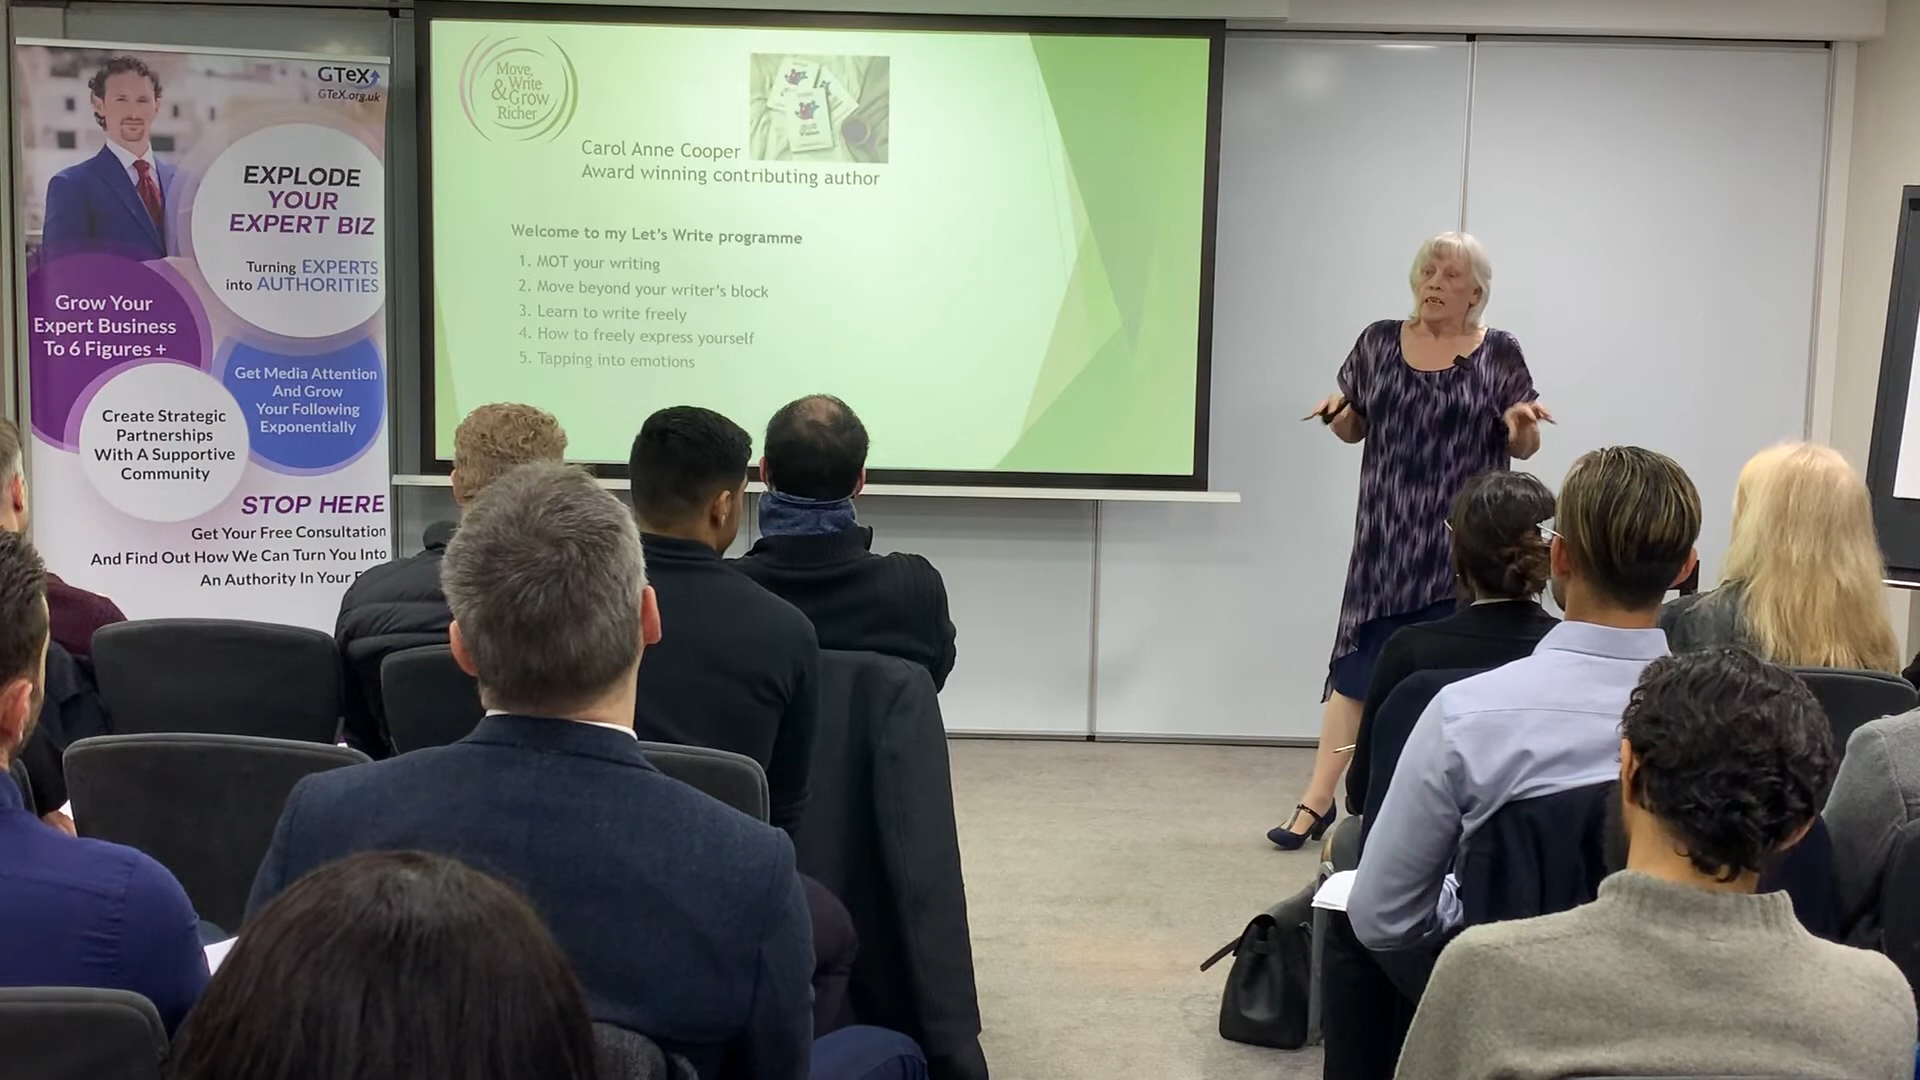 GTeX
GTeX.org.uk
EXPLODE
YOUR
EXPERT BIZ
Turning EXPERTS
into AUTHORITIES
Grow Your
Expert Business
To 6 Figures +
Get Media Attention
And Grow
Your Following
Exponentially
Create Strategic
Partnerships
With A Supportive
Community
STOP HERE
Get Your Free Consultation
And Find Out How We Can Turn You Into
An Authority In Your
Move,
Write
& Grow
Richer
Carol Anne Cooper
Award winning contributing author
Welcome to my Let's Write programme
1. MOT your writing
2. Move beyond your writer's block
3. Learn to write freely
4. How to freely express yourself
5. Tapping into emotions